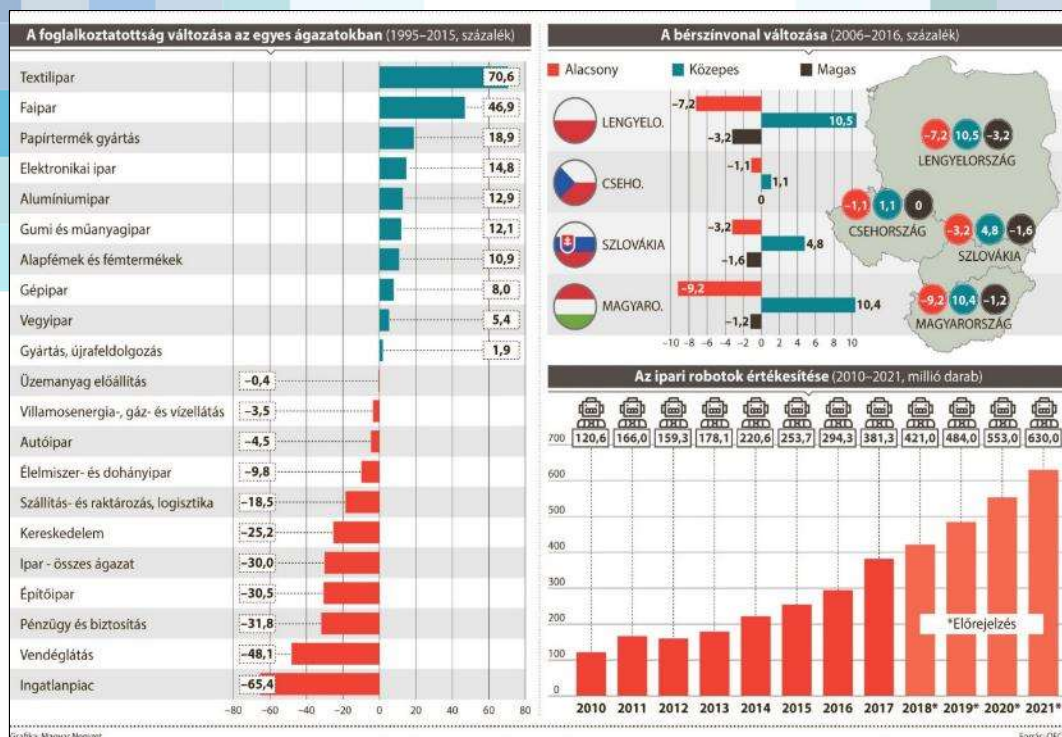 A foglalkoztatottság változása az egyes ágazatokban (1995–2015, százalék)
Textilipar 70,6
Faipar 46,9
Papírtermék gyártás 18,9
Elektronikai ipar 14,8
Alumíniumipar 12,9
Gumi és műanyagipar 12,1
Alapfémek és fémtermékek 10,9
Gépipar 8,0
Vegyipar 5,4
Gyártás, újrafeldolgozás 1,9
Üzemanyag előállítás –0,4
Villamosenergia-, gáz- és vízellátás –3,5
Autóipar –4,5
Élelmiszer- és dohányipar –9,8
Szállítás- és raktározás, logisztika –18,5
Kereskedelem –25,2
Ipar - összes ágazat –30,0
Építőipar –30,5
Pénzügy és biztosítás –31,8
Vendéglátás –48,1
Ingatlanpiac –65,4
–80 –60 –40 –20 0 20 40 60 80
Grafika: Magyar Nemzet
A bérszínvonal változása (2006–2016, százalék)
Alacsony Közepes Magas
LENGYELO. –7,2 10,5 –3,2
CSEHO. –1,1 1,1 0
SZLOVÁKIA –3,2 4,8 –1,6
MAGYARO. –9,2 10,4 –1,2
–10 –8 –6 –4 –2 0 2 4 6 8 10
–7,2 10,5 –3,2
LENGYELORSZÁG
–1,1 1,1 0
CSEHORSZÁG
–3,2 4,8 –1,6
SZLOVÁKIA
–9,2 10,4 –1,2
MAGYARORSZÁG
Az ipari robotok értékesítése (2010–2021, millió darab)
120,6 166,0 159,3 178,1 220,6 253,7 294,3 381,3 421,0 484,0 553,0 630,0
700
600
500
400
300
200
100
0
*Előrejelzés
2010 2011 2012 2013 2014 2015 2016 2017 2018* 2019* 2020* 2021*
Forrás: